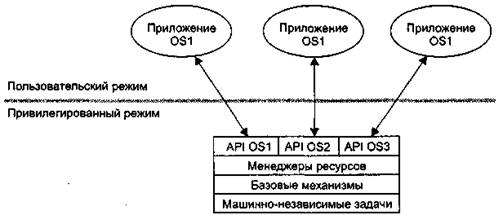 Приложение
OS1
Приложение
OS1
Приложение
OS1
Пользовательский режим
Привилегированный режим
API OS1
API OS2
API OS3
Менеджеры ресурсов
Базовые механизмы
Машинно-независимые задачи